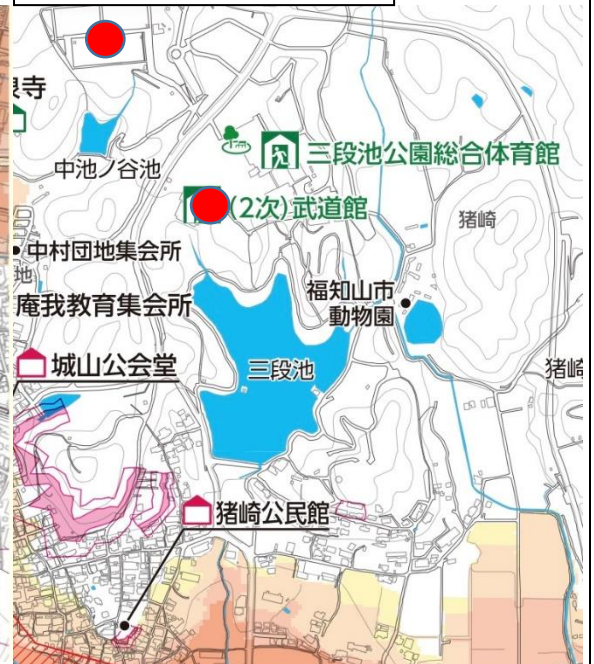 寺
中池ノ谷池
三段池公園総合体育館
(2次)武道館
猪崎
中村団地集会所
地
庵我教育集会所
福知山市
動物園
城山公会堂
三段池
猪崎
猪崎公民館